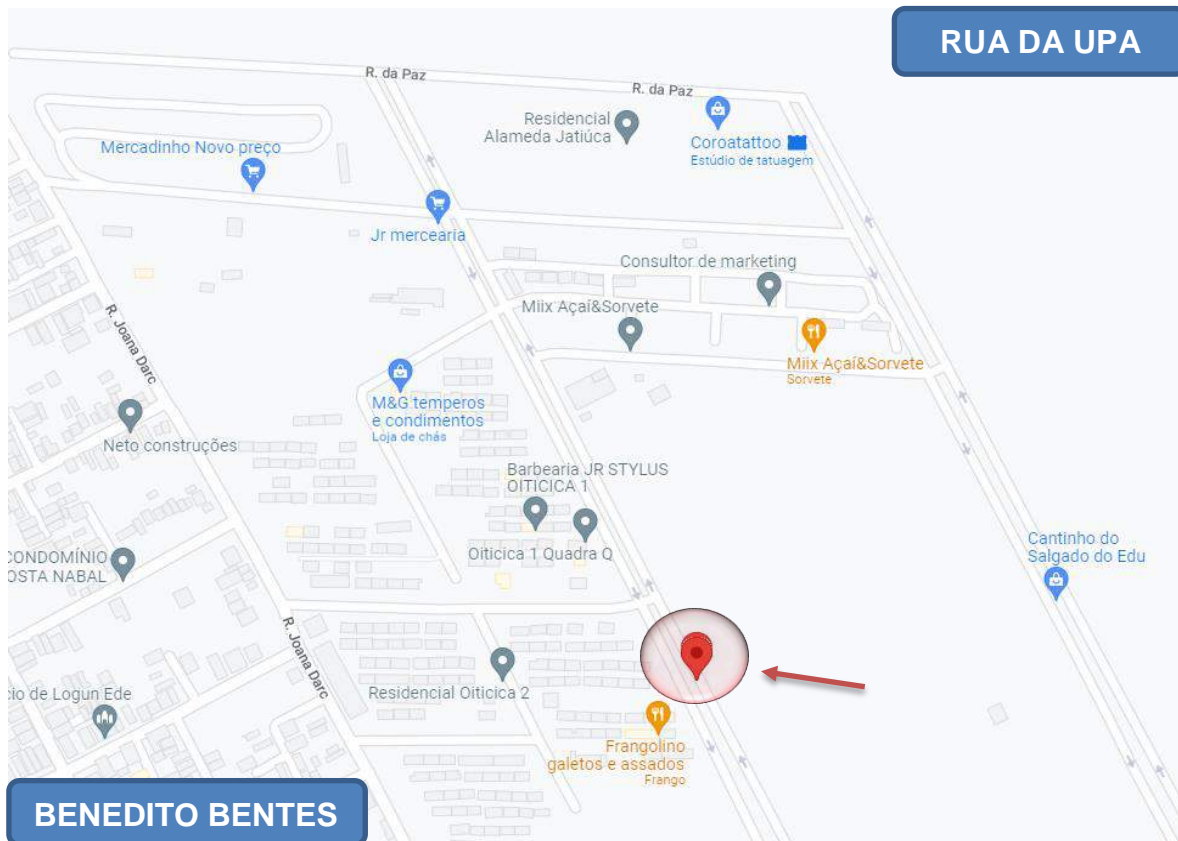 RUA DA UPA
R. da Paz
R. da Paz
Residencial
Alameda Jatiúca
Coroatattoo
Estúdio de tatuagem
Mercadinho Novo preço
Jr mercearia
Consultor de marketing
Miix Açaí&Sorvete
Miix Açaí&Sorvete
Sorvete
R. Joana Darc
M&G temperos
e condimentos
Loja de chás
Neto construções
Barbearia JR STYLUS
OITICICA 1
Oiticica 1 Quadra Q
CONDOMÍNIO
OSTA NABAL
Cantinho do
Salgado do Edu
R. Joana Darc
Residencial Oiticica 2
cio de Logun Ede
Frangolino
galetos e assados
Frango
BENEDITO BENTES